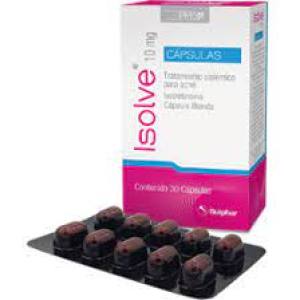 Isolve®
10 mg
CÁPSULAS
Tratamiento sistémico
para acné
Isotretinoína
Cápsula Blanda
Contenido 30 Cápsulas